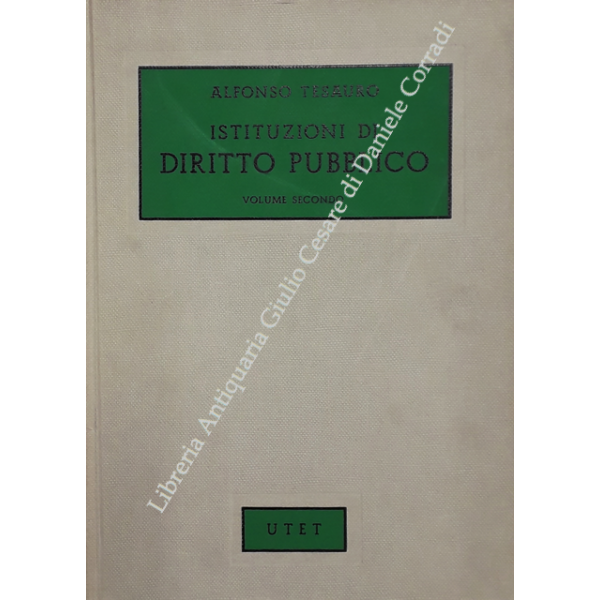 ALFONSO TESAURO
ISTITUZIONI DI
DIRITTO PUBBLICO
VOLUME SECONDO
UTET
Libreria Antiquaria Giulio Cesare di Daniele Corradi